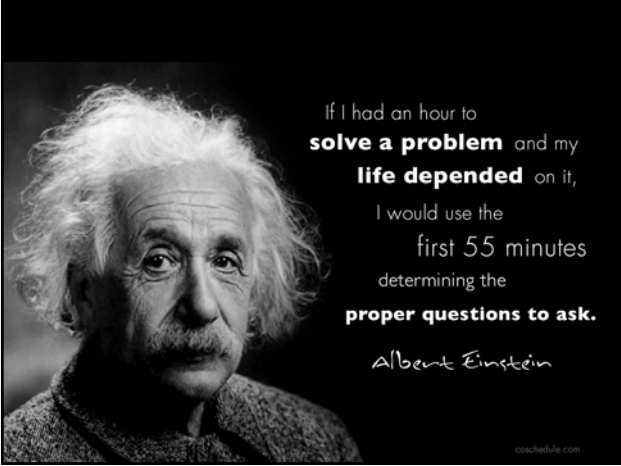 If I had an hour to
solve a problem and my
life depended on it,
I would use the
first 55 minutes
determining the
proper questions to ask.
Albert Einstein
coschedule.com